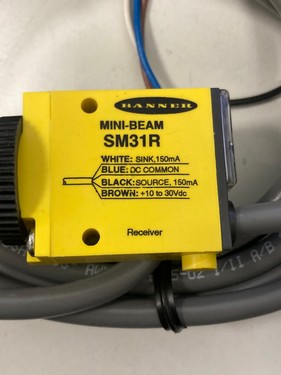 BANNER
MINI-BEAM
SM31R
WHITE: SINK,150mA
BLUE: DC COMMON
BLACK:SOURCE, 150mA
BROWN: +10 to 30Vdc
Receiver